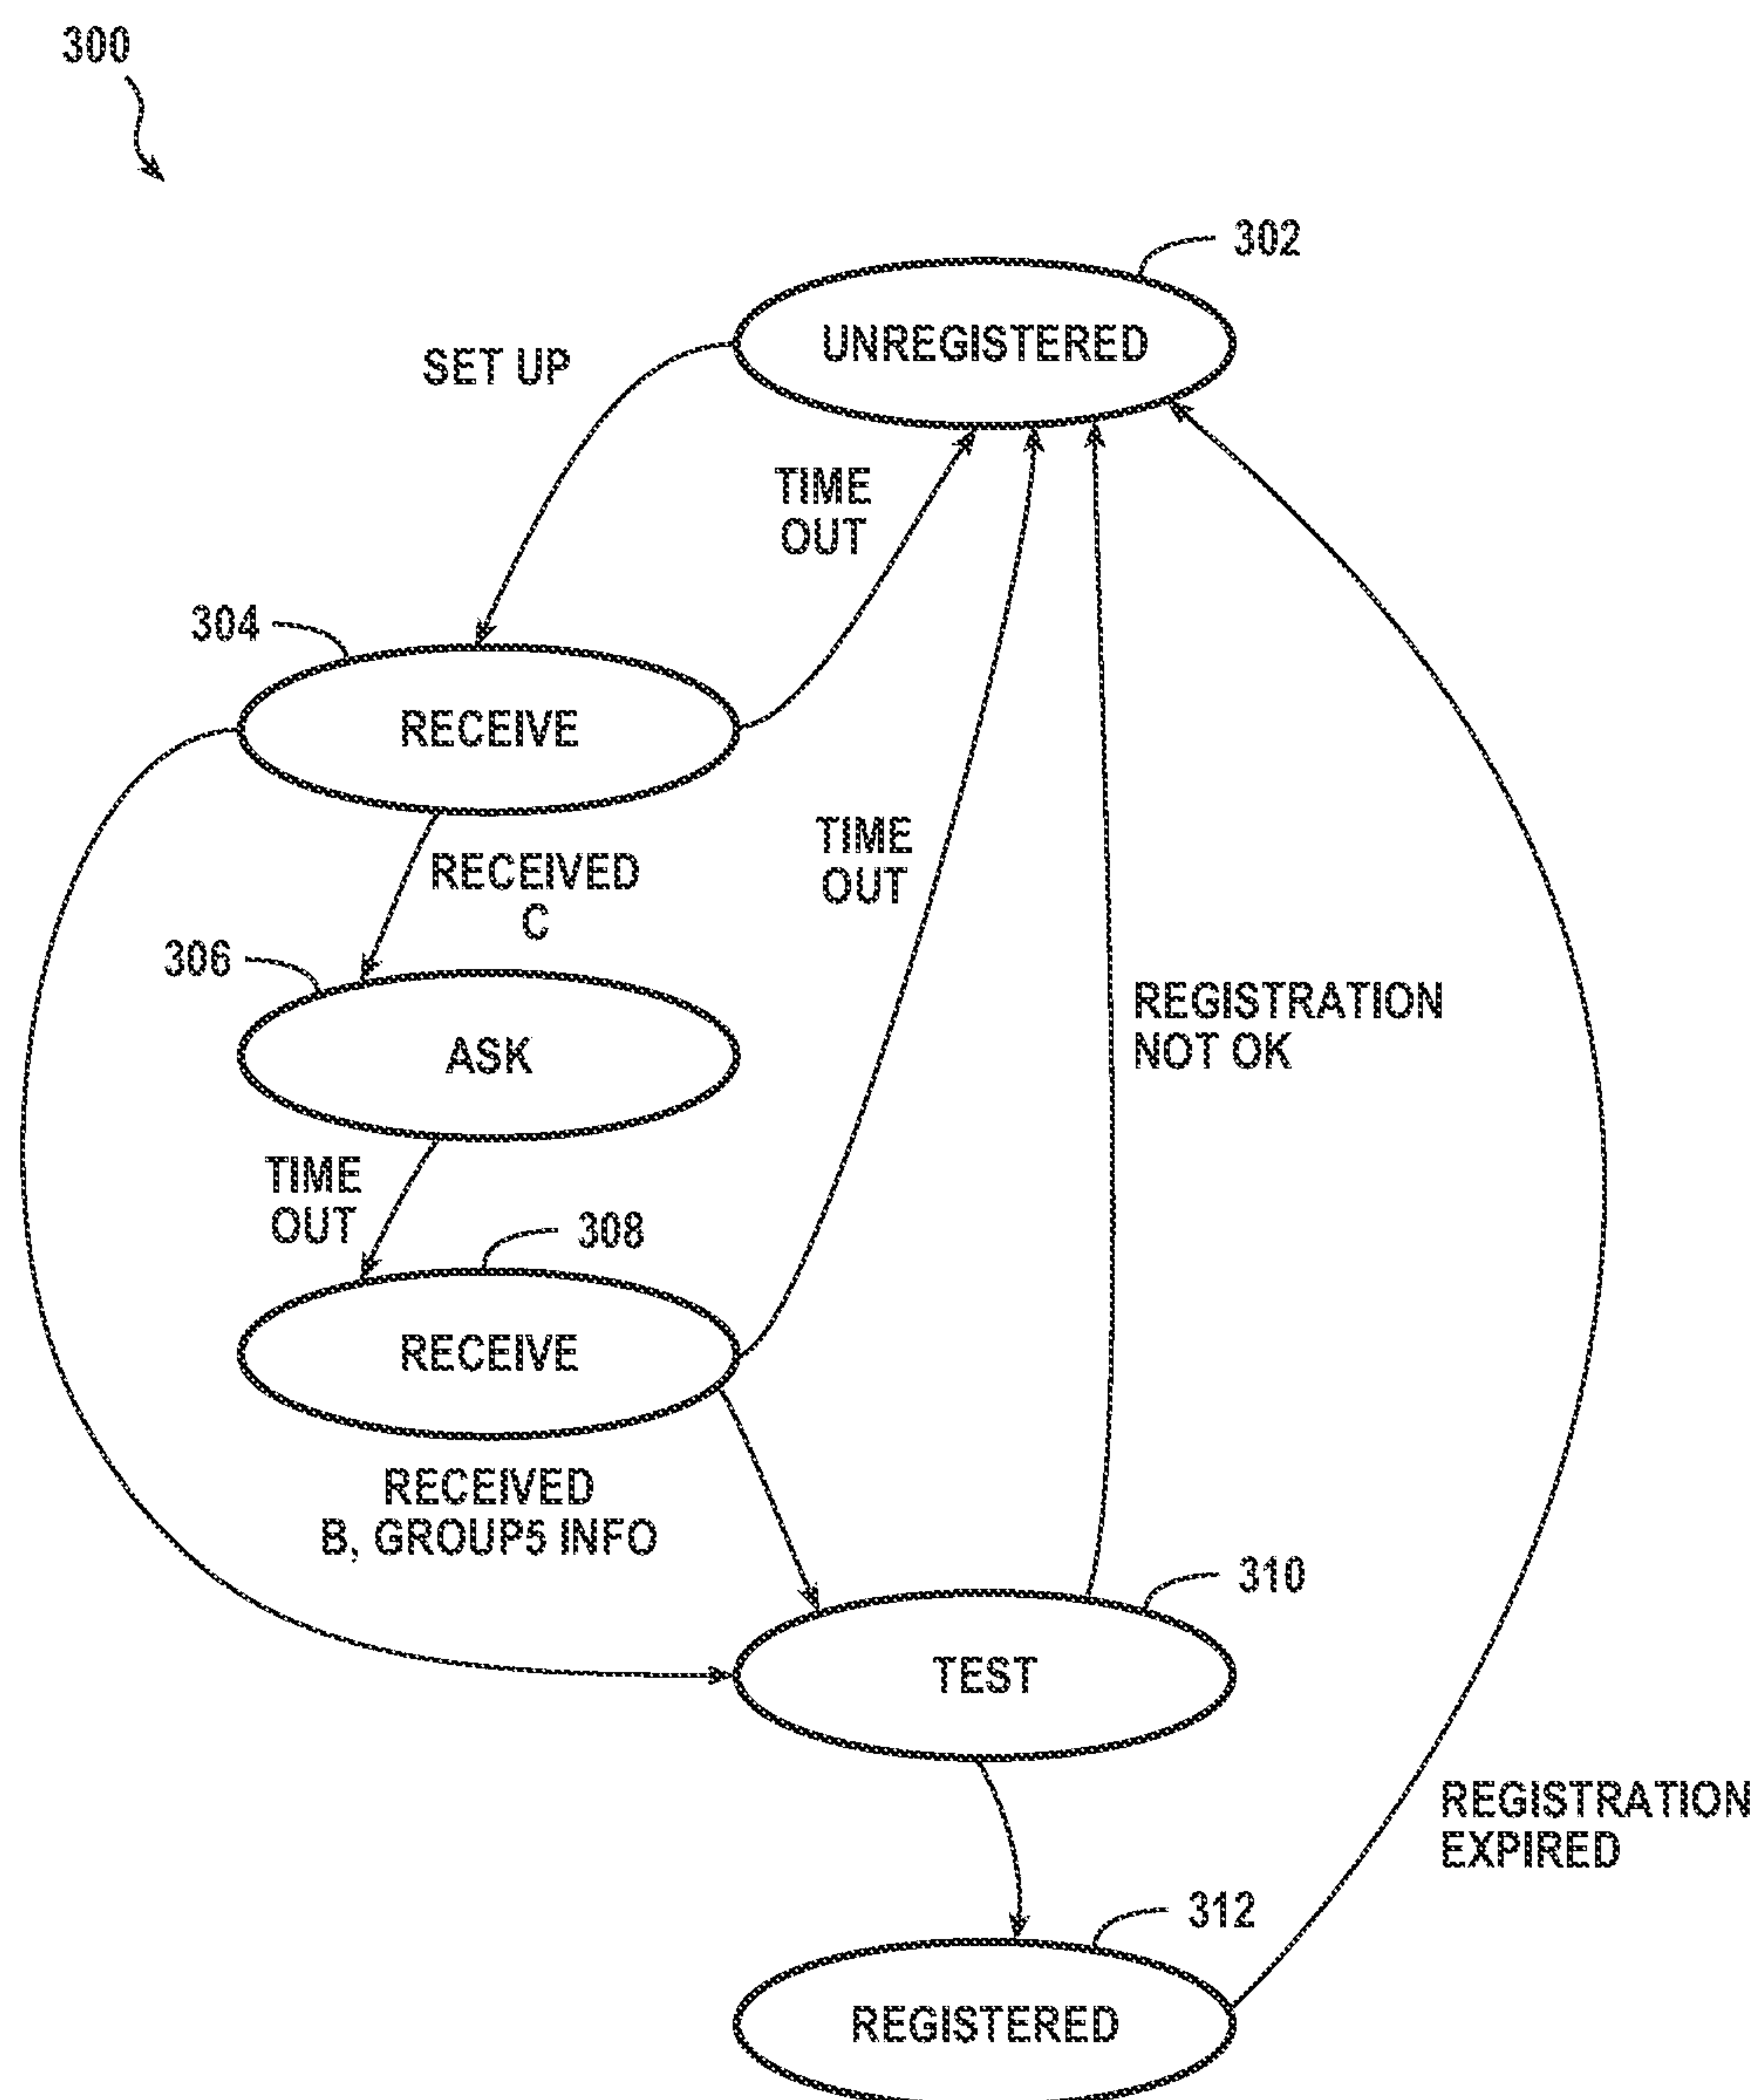 300
302
UNREGISTERED
SET UP
TIME
OUT
304
RECEIVE
RECEIVED
C
TIME
OUT
306
ASK
REGISTRATION
NOT OK
TIME
OUT
308
RECEIVE
RECEIVED
B, GROUP5 INFO
310
TEST
REGISTRATION
EXPIRED
312
REGISTERED